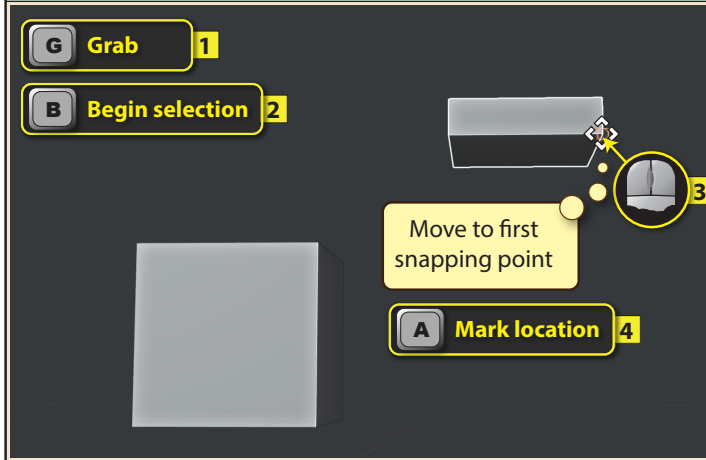 G Grab 1
B Begin selection 2
3
Move to first
snapping point
A Mark location 4